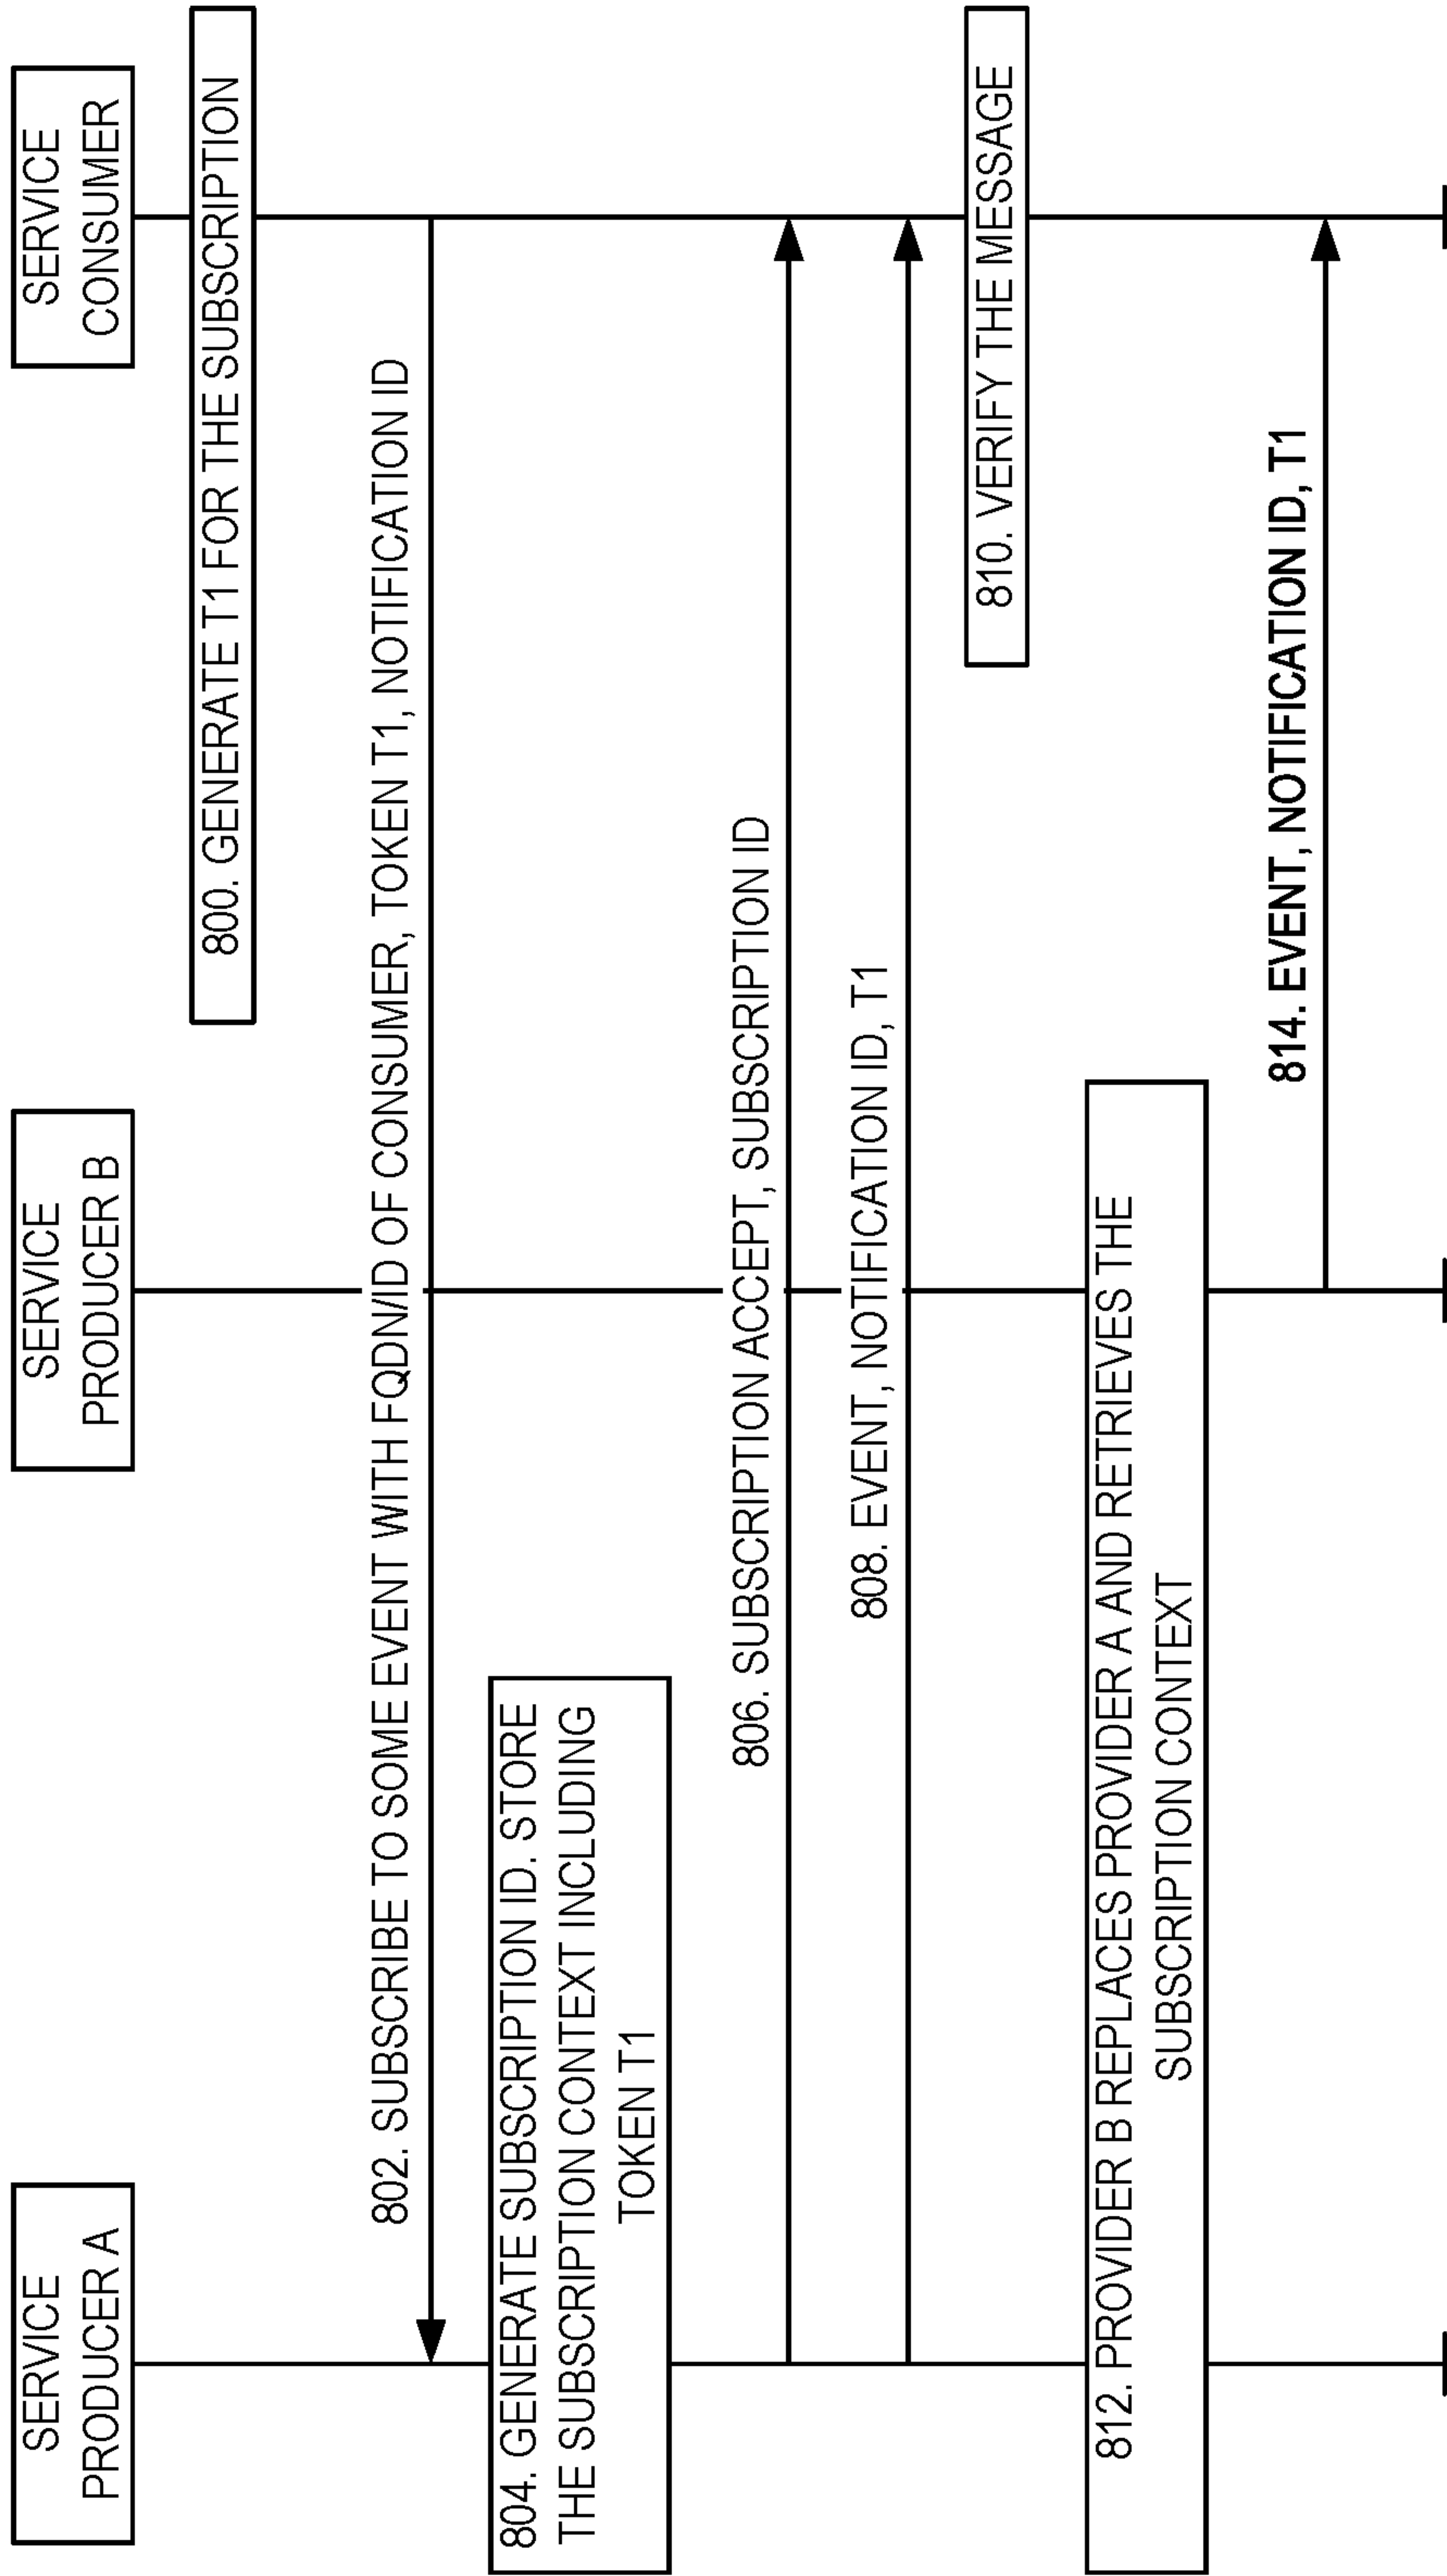 SERVICE
PRODUCER A
SERVICE
PRODUCER B
SERVICE
CONSUMER
800. GENERATE T1 FOR THE SUBSCRIPTION
802. SUBSCRIBE TO SOME EVENT WITH FQDN/ID OF CONSUMER, TOKEN T1, NOTIFICATION ID
804. GENERATE SUBSCRIPTION ID. STORE
THE SUBSCRIPTION CONTEXT INCLUDING
TOKEN T1
806. SUBSCRIPTION ACCEPT, SUBSCRIPTION ID
808. EVENT, NOTIFICATION ID, T1
810. VERIFY THE MESSAGE
812. PROVIDER B REPLACES PROVIDER A AND RETRIEVES THE
SUBSCRIPTION CONTEXT
814. EVENT, NOTIFICATION ID, T1